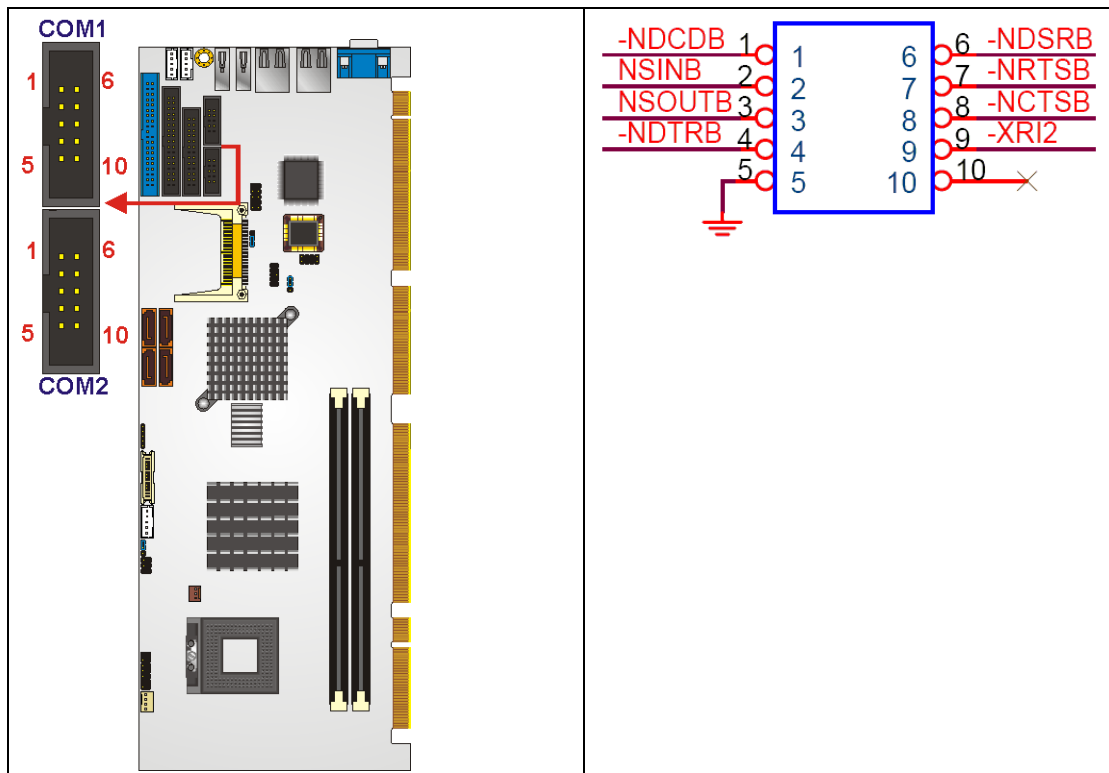 COM1
1 6
5 10
1 6
5 10
COM2
-NDCDB 1 1 6 6 -NDSRB
NSINB 2 2 7 7 -NRTSB
NSOUTB 3 3 8 8 -NCTSB
-NDTRB 4 4 9 9 -XRI2
5 5 10 10